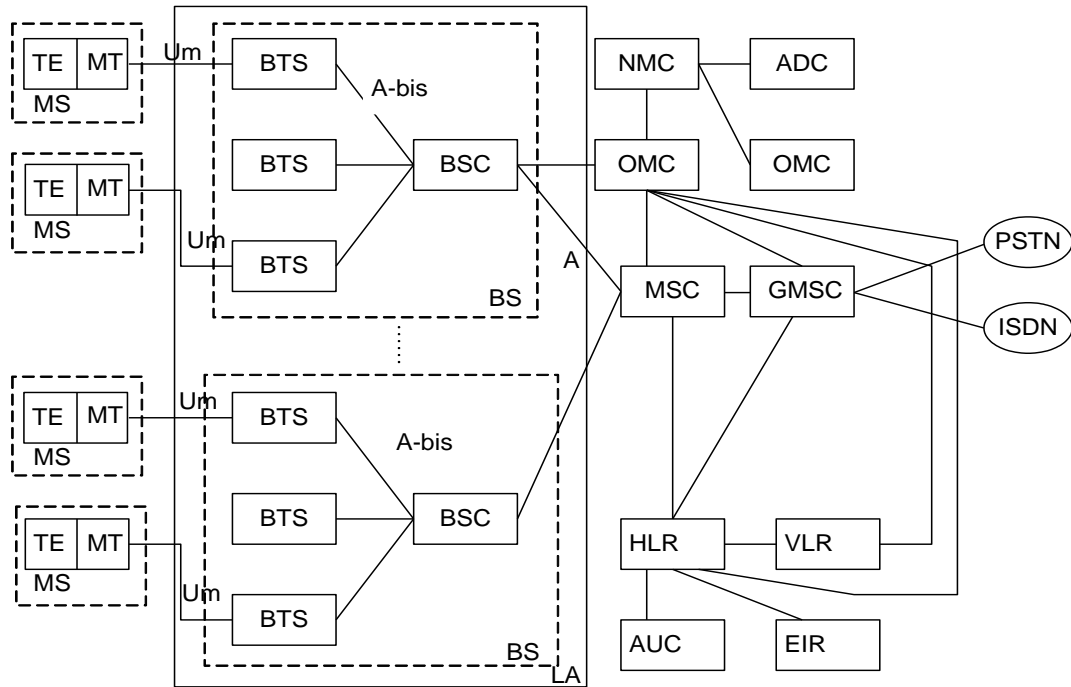 TE MT
MS
Um
BTS
A-bis
BTS
BSC
TE MT
MS
Um
BTS
BS
NMC
ADC
OMC
OMC
A
MSC
GMSC
PSTN
ISDN
TE MT
MS
Um
BTS
A-bis
BTS
BSC
TE MT
MS
Um
BTS
BS
LA
HLR
VLR
AUC
EIR